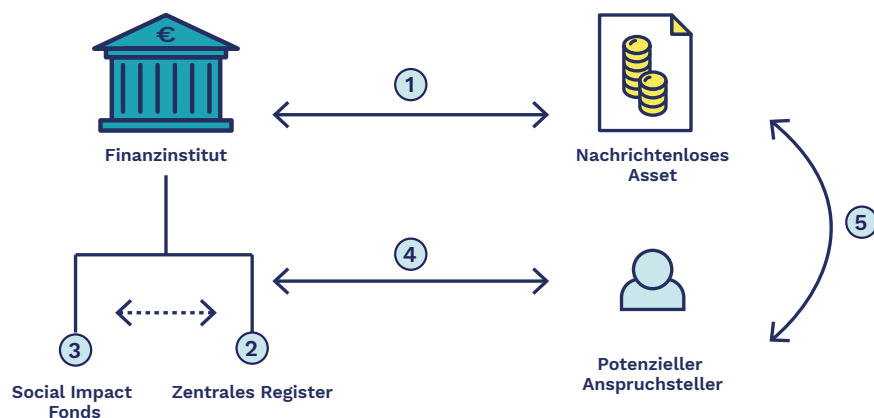 €
1
Finanzinstitut
Nachrichtenloses
Asset
5
4
3
2
Potenzieller
Anspruchsteller
Social Impact
Fonds
Zentrales Register